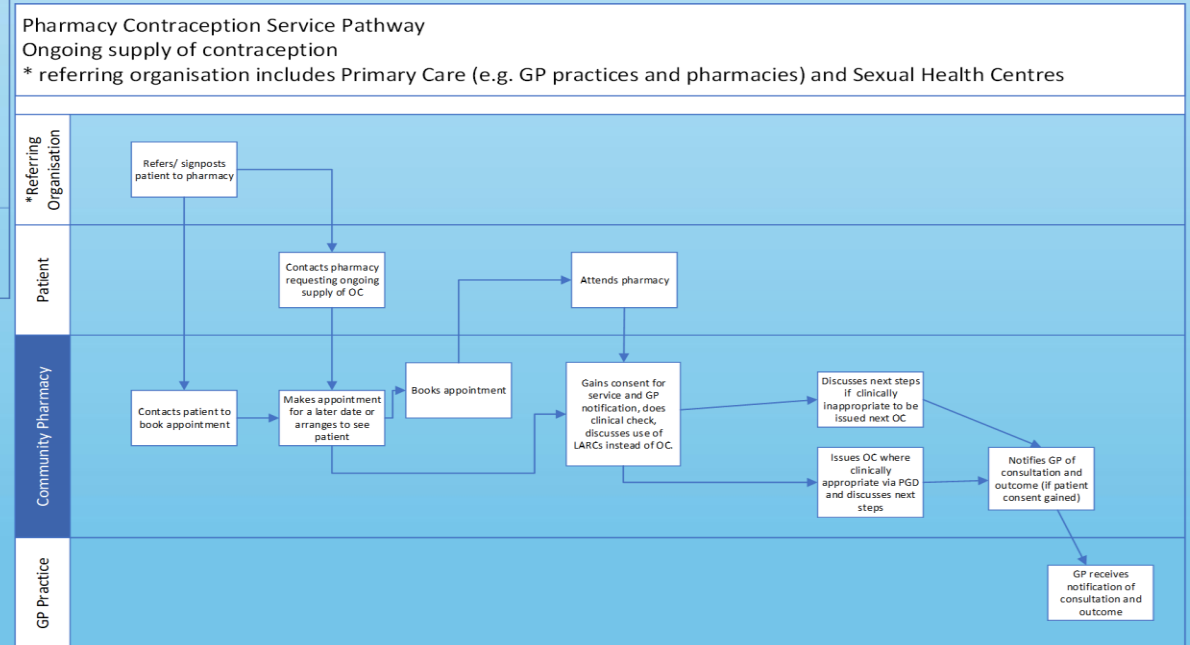 Pharmacy Contraception Service Pathway
Ongoing supply of contraception
* referring organisation includes Primary Care (e.g. GP practices and pharmacies) and Sexual Health Centres
*Referring
Organisation
Refers/ signposts
patient to pharmacy
Patient
Contacts pharmacy
requesting ongoing
supply of OC
Attends pharmacy
Community Pharmacy
Contacts patient to
book appointment
Makes appointment
for a later date or
arranges to see
patient
Books appointment
Gains consent for
service and GP
notification, does
clinical check,
discusses use of
LARCs instead of OC.
Discusses next steps
if clinically
inappropriate to be
issued next OC
Issues OC where
clinically
appropriate via PGD
and discusses next
steps
Notifies GP of
consultation and
outcome (if patient
consent gained)
GP Practice
GP receives
notification of
consultation and
outcome